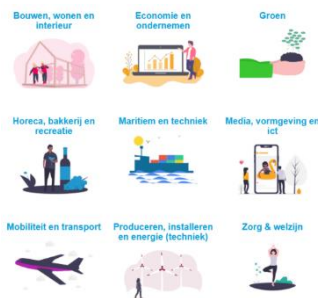 Bouwen, wonen en
interieur
Economie en
ondernemen
Groen
Horeca, bakkerij en
recreatie
Maritiem en techniek
Media, vormgeving en
ict
Mobiliteit en transport
Produceren, installeren
en energie (techniek)
Zorg & welzijn